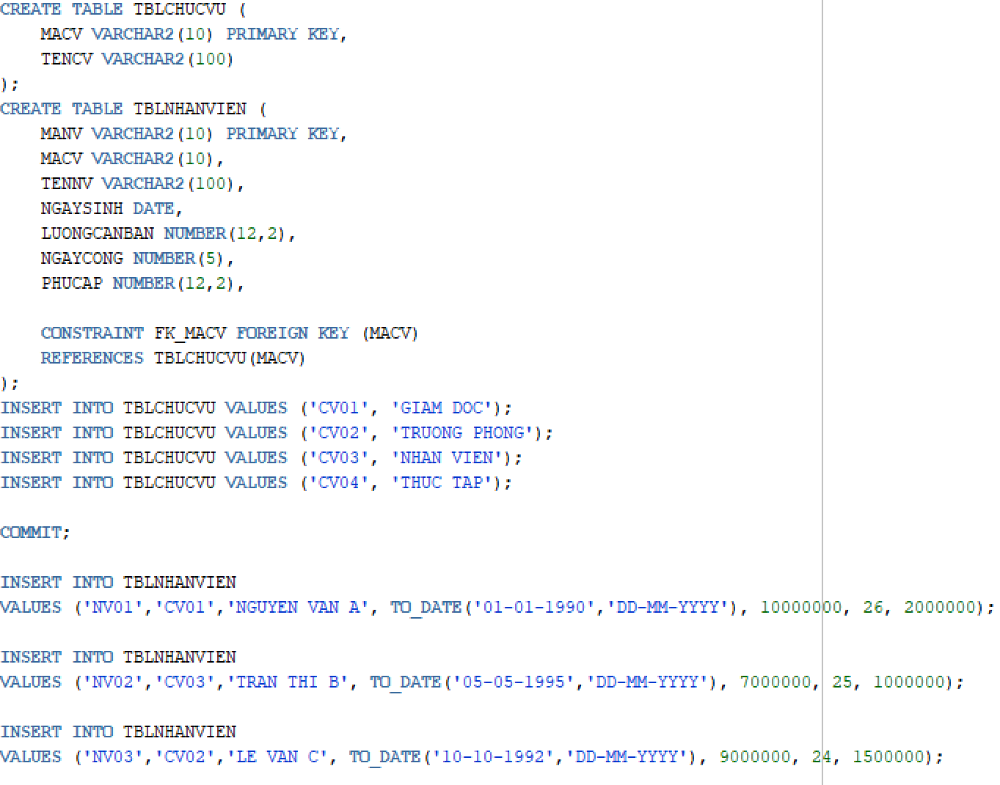 CREATE TABLE TBLCHUCVU (
    MACV VARCHAR2(10) PRIMARY KEY,
    TENCV VARCHAR2(100)
);
CREATE TABLE TBLNHANVIEN (
    MANV VARCHAR2(10) PRIMARY KEY,
    MACV VARCHAR2(10),
    TENNV VARCHAR2(100),
    NGAYSINH DATE,
    LUONGCANBAN NUMBER(12,2),
    NGAYCONG NUMBER(5),
    PHUCAP NUMBER(12,2),

    CONSTRAINT FK_MACV FOREIGN KEY (MACV)
    REFERENCES TBLCHUCVU(MACV)
);
INSERT INTO TBLCHUCVU VALUES ('CV01', 'GIAM DOC');
INSERT INTO TBLCHUCVU VALUES ('CV02', 'TRUONG PHONG');
INSERT INTO TBLCHUCVU VALUES ('CV03', 'NHAN VIEN');
INSERT INTO TBLCHUCVU VALUES ('CV04', 'THUC TAP');

COMMIT;

INSERT INTO TBLNHANVIEN
VALUES ('NV01','CV01','NGUYEN VAN A', TO_DATE('01-01-1990','DD-MM-YYYY'), 10000000, 26, 2000000);

INSERT INTO TBLNHANVIEN
VALUES ('NV02','CV03','TRAN THI B', TO_DATE('05-05-1995','DD-MM-YYYY'), 7000000, 25, 1000000);

INSERT INTO TBLNHANVIEN
VALUES ('NV03','CV02','LE VAN C', TO_DATE('10-10-1992','DD-MM-YYYY'), 9000000, 24, 1500000);